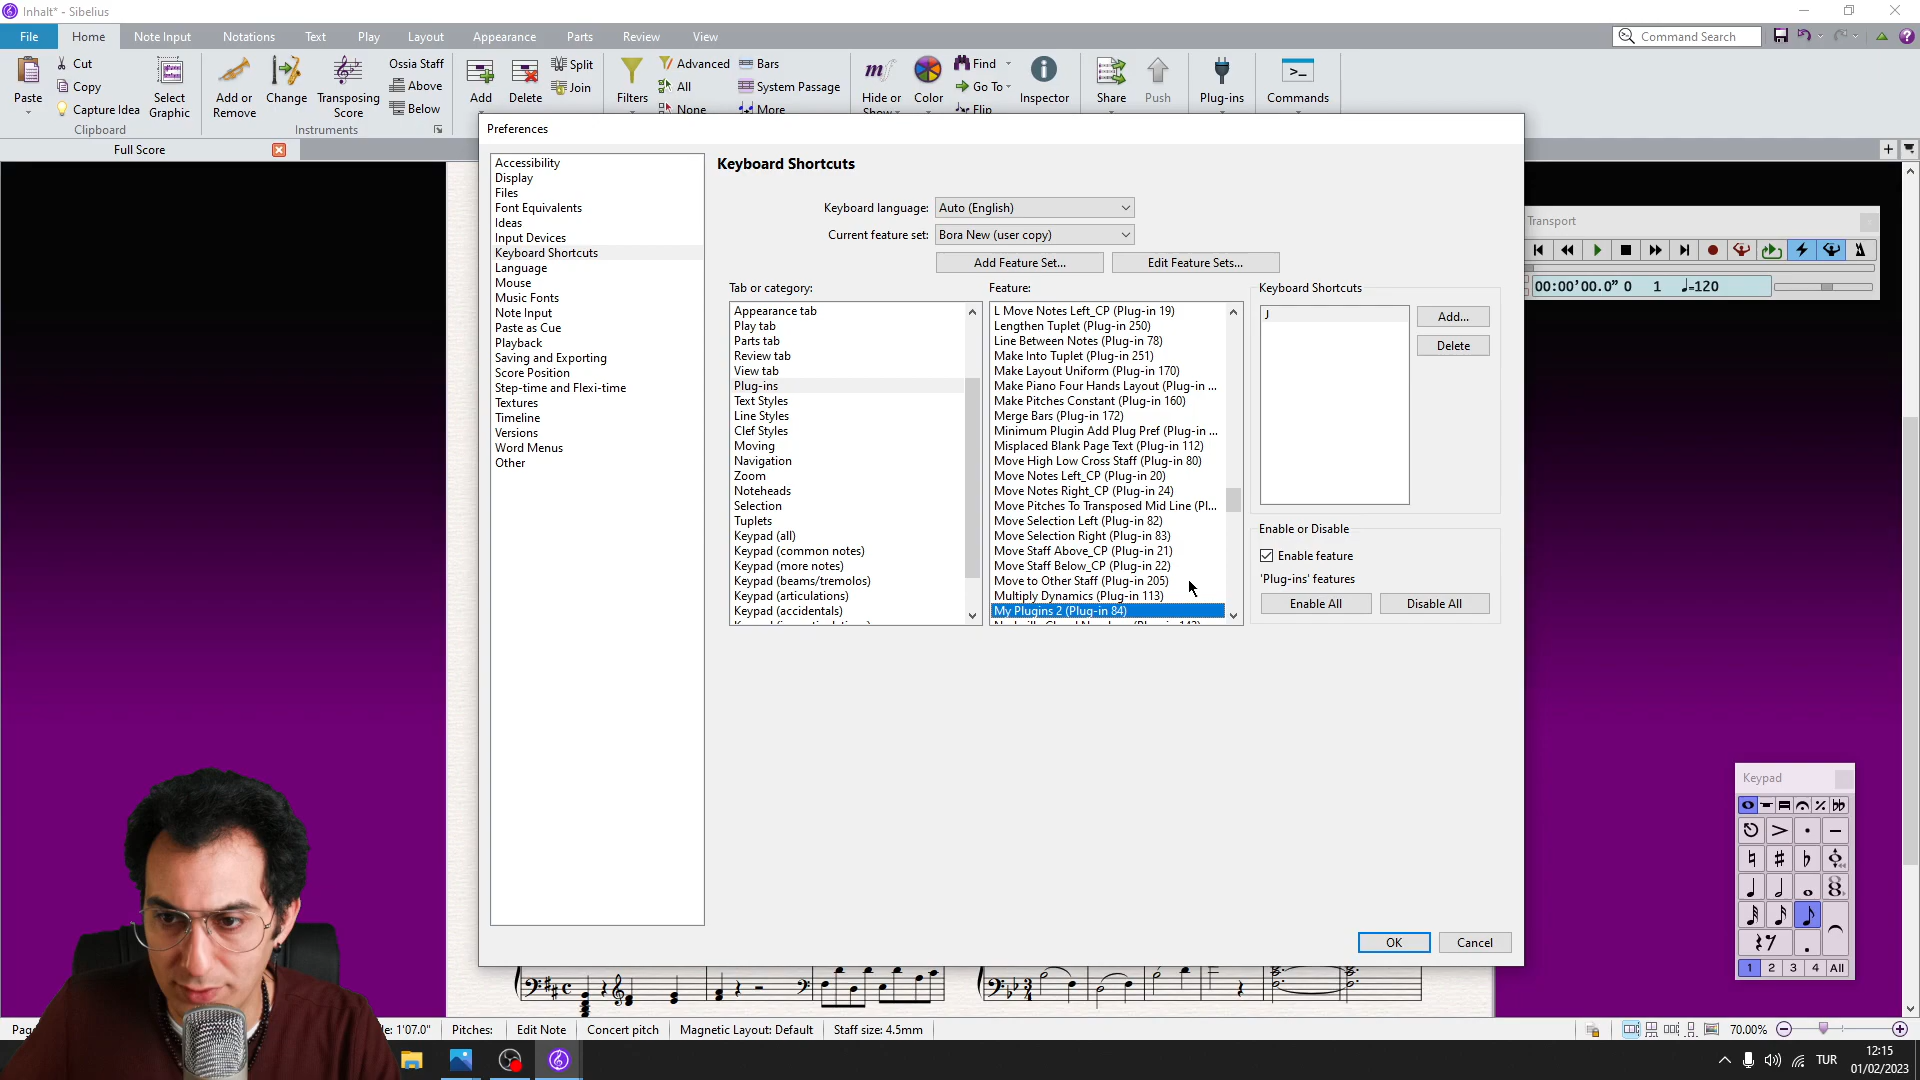 Inhalt* - Sibelius
File Home Note Input Notations Text Play Layout Appearance Parts Review View Command Search
Paste
Cut
Copy
Capture Idea
Select Graphic
Clipboard
Add or Remove
Change
Transposing Score
Ossia Staff
Above
Below
Instruments
Add
Delete
Split
Join
Filters
Advanced
All
None
Bars
System Passage
More
Hide or Show
Color
Find
Go To
Flip
Inspector
Share
Push
Plug-ins
Commands
Full Score
Preferences
Accessibility
Display
Files
Font Equivalents
Ideas
Input Devices
Keyboard Shortcuts
Language
Mouse
Music Fonts
Note Input
Paste as Cue
Playback
Saving and Exporting
Score Position
Step-time and Flexi-time
Textures
Timeline
Versions
Word Menus
Other
Keyboard Shortcuts
Keyboard language: Auto (English)
Current feature set: Bora New (user copy)
Add Feature Set... Edit Feature Sets...
Tab or category:
Appearance tab
Play tab
Parts tab
Review tab
View tab
Plug-ins
Text Styles
Line Styles
Clef Styles
Moving
Navigation
Zoom
Noteheads
Selection
Tuplets
Keypad (all)
Keypad (common notes)
Keypad (more notes)
Keypad (beams/tremolos)
Keypad (articulations)
Keypad (accidentals)
Feature:
L Move Notes Left_CP (Plug-in 19)
Lengthen Tuplet (Plug-in 250)
Line Between Notes (Plug-in 78)
Make Into Tuplet (Plug-in 251)
Make Layout Uniform (Plug-in 170)
Make Piano Four Hands Layout (Plug-in ...
Make Pitches Constant (Plug-in 160)
Merge Bars (Plug-in 172)
Minimum Plugin Add Plug Pref (Plug-in ...
Misplaced Blank Page Text (Plug-in 112)
Move High Low Cross Staff (Plug-in 80)
Move Notes Left_CP (Plug-in 20)
Move Notes Right_CP (Plug-in 24)
Move Pitches To Transposed Mid Line (Pl...
Move Selection Left (Plug-in 82)
Move Selection Right (Plug-in 83)
Move Staff Above_CP (Plug-in 21)
Move Staff Below_CP (Plug-in 22)
Move to Other Staff (Plug-in 205)
Multiply Dynamics (Plug-in 113)
My Plugins 2 (Plug-in 84)
Keyboard Shortcuts
J
Add...
Delete
Enable or Disable
Enable feature
'Plug-ins' features
Enable All Disable All
OK Cancel
Transport
00:00'00.0" 0 1 ♩=120
Keypad
1 2 3 4 All
e: 1'07.0" Pitches: Edit Note Concert pitch Magnetic Layout: Default Staff size: 4.5mm 70.00%
TUR
12:15
01/02/2023